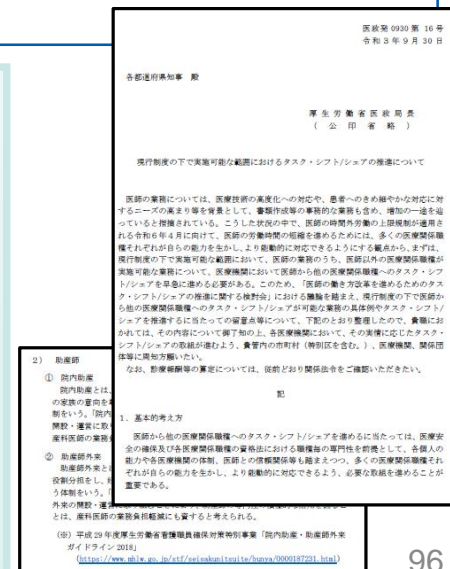 医政発 0930 第 16 号
令和３年９月３０日
各都道府県知事　殿
厚生労働省医政局長
（公印省略）
現行制度の下で実施可能な範囲におけるタスク・シフト/シェアの推進について
医師の業務については、医療技術の高度化への対応や、患者へのきめ細やかな対応に対
するニーズの高まり等を背景として、書類作成等の事務的な業務も含め、増加の一途を辿
っていると指摘されている。こうした状況の中で、医師の時間外労働の上限規制が適用さ
れる令和６年４月に向けて、医師の労働時間の短縮を進めるためには、多くの医療関係職
種それぞれが自らの能力を生かし、より能動的に対応できるようにする観点から、まずは、
現行制度の下で実施可能な範囲において、医師の業務のうち、医師以外の医療関係職種が
実施可能な業務について、医療機関において医師から他の医療関係職種へのタスク・シフ
ト/シェアを早急に進める必要がある。このため、「医師の働き方改革を進めるためのタス
ク・シフト/シェアの推進に関する検討会」における議論を踏まえ、現行制度の下で医師か
ら他の医療関係職種へのタスク・シフト/シェアが可能な業務の具体例やタスク・シフト/
シェアを推進するに当たっての留意点等について、下記のとおり整理したので、貴職にお
かれては、その内容について御了知の上、各医療機関において、その実情に応じたタスク・
シフト/シェアの取組が進むよう、貴管内の市町村（特別区を含む。）、医療機関、関係団
体等に周知方願いたい。
なお、診療報酬等の算定については、従前どおり関係法令をご確認いただきたい。
記
１．基本的考え方
医師から他の医療関係職種へのタスク・シフト/シェアを進めるに当たっては、医療安
全の確保及び各医療関係職種の資格法における職種毎の専門性を前提として、各個人の
能力や各医療機関の体制、医師との信頼関係等も踏まえつつ、多くの医療関係職種それ
ぞれが自らの能力を生かし、より能動的に対応できるよう、必要な取組を進めることが
重要である。
２）　助産師
① 院内助産
院内助産とは、
の家族の意向を
制をいう。「院内
開設・運営に取
産科医師の業務
② 助産師外来
助産師外来と
役割分担をし、
う体制をいう。
外来の開設・運営
とは、産科医師の業務負担軽減にも資すると考えられる。
（※）平成 29 年度厚生労働省看護職員確保対策特別事業「院内助産・助産師外来
ガイドライン 2018」
(https://www.mhlw.go.jp/stf/seisakunitsuite/bunya/0000187231.html)
96